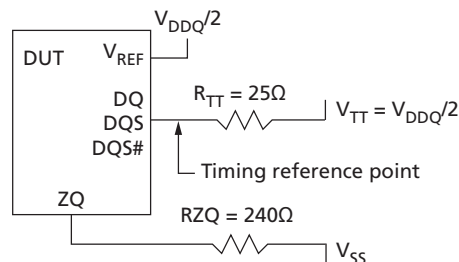 V_DDQ/2
DUT
V_REF
R_TT = 25Ω
V_TT = V_DDQ/2
DQ
DQS
DQS#
Timing reference point
ZQ
RZQ = 240Ω
V_SS